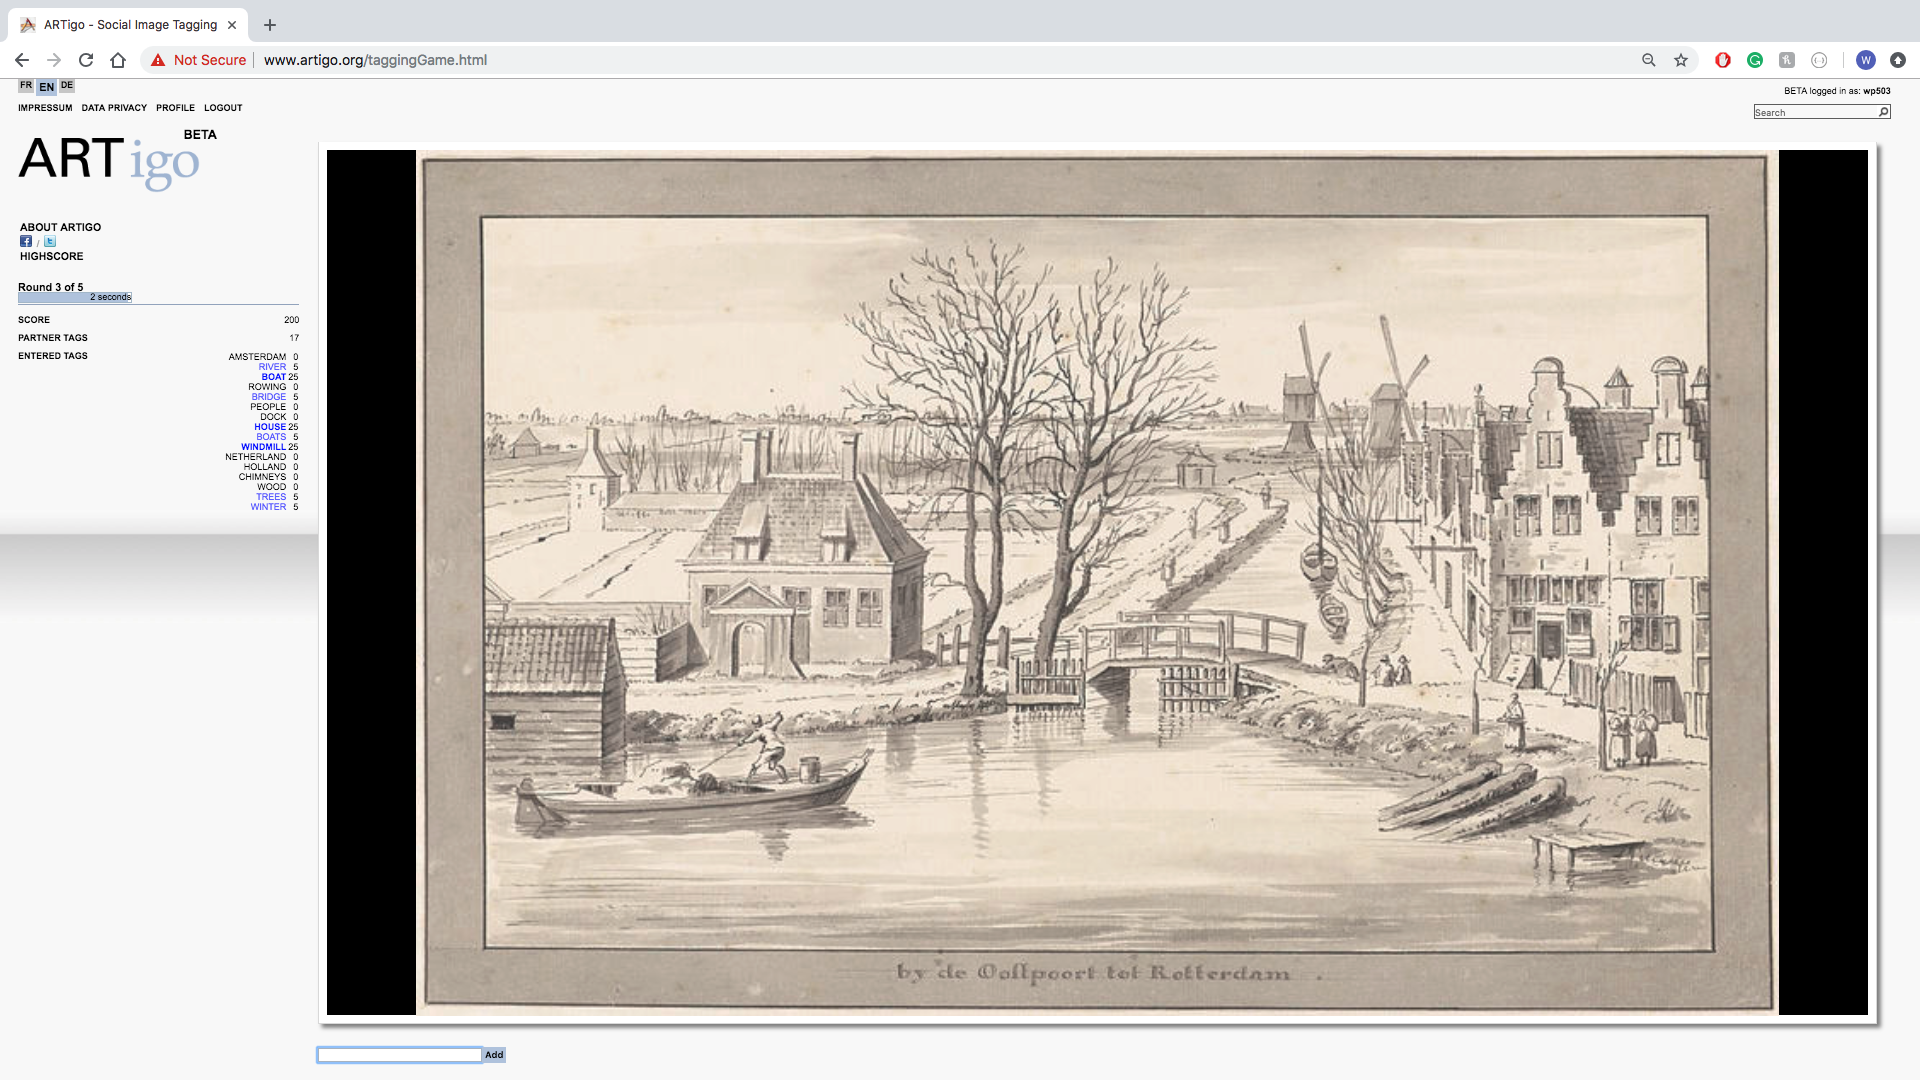 ARTigo - Social Image Tagging
Not Secure
www.artigo.org/taggingGame.html
W
FR EN DE
IMPRESSUM DATA PRIVACY PROFILE LOGOUT
BETA logged in as: wp503
Search
BETA
ARTigo
ABOUT ARTIGO
/
HIGHSCORE
Round 3 of 5
2 seconds
SCORE 200
PARTNER TAGS 17
ENTERED TAGS
AMSTERDAM 0
RIVER 5
BOAT 25
ROWING 0
BRIDGE 5
PEOPLE 0
DOCK 0
HOUSE 25
BOATS 5
WINDMILL 25
NETHERLAND 0
HOLLAND 0
CHIMNEYS 0
WOOD 0
TREES 5
WINTER 5
by de Oostpoort tot Rotterdam .
Add